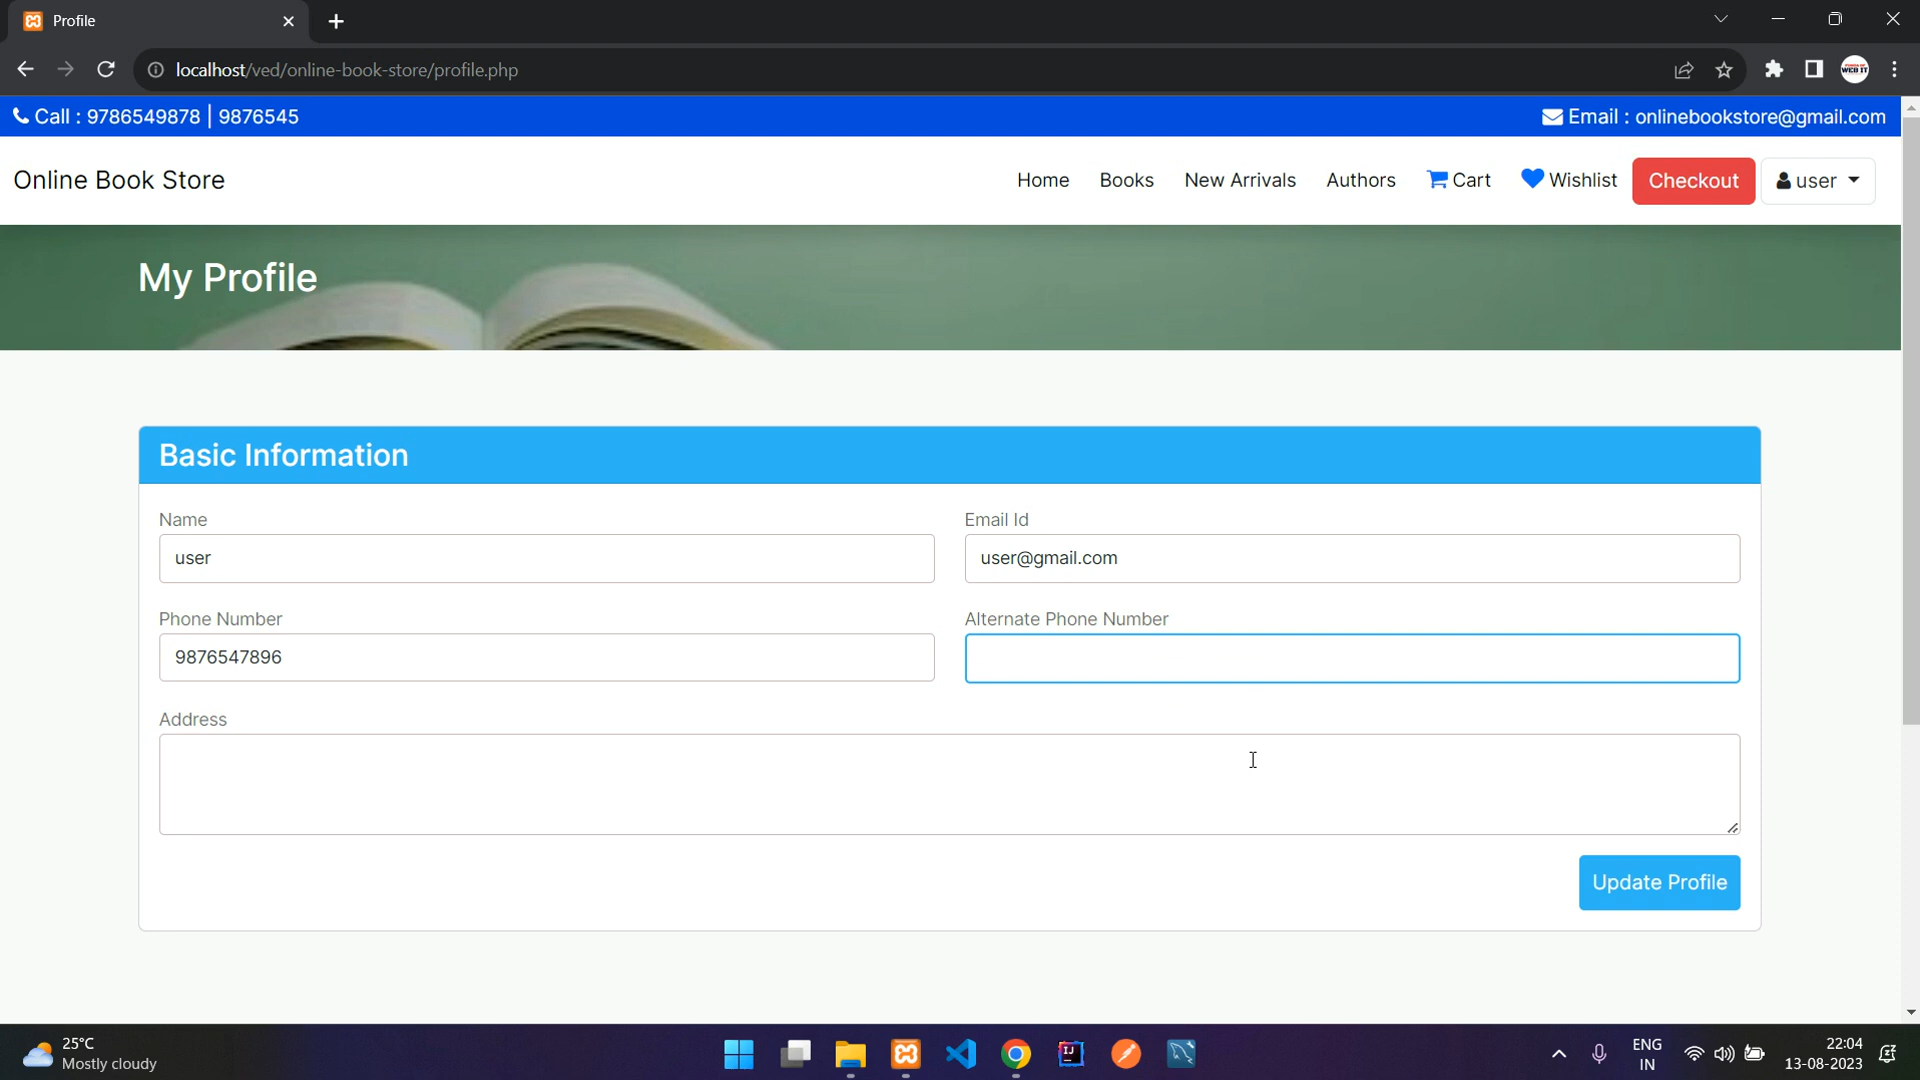 Profile
localhost/ved/online-book-store/profile.php
WEB IT
Call : 9786549878 | 9876545
Email : onlinebookstore@gmail.com
Online Book Store
Home
Books
New Arrivals
Authors
Cart
Wishlist
Checkout
user
My Profile
Basic Information
Name
Email Id
user
user@gmail.com
Phone Number
Alternate Phone Number
9876547896
Address
Update Profile
25°C
Mostly cloudy
IJ
ENG
IN
22:04
13-08-2023